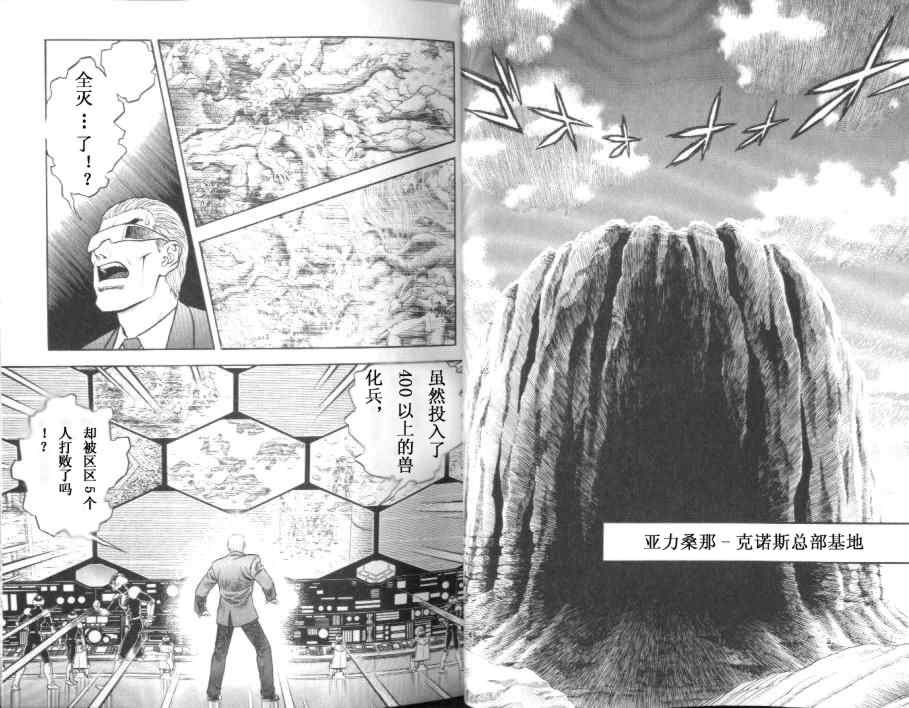 亚力桑那－克诺斯总部基地
全灭…了！？
虽然投入了
400以上的兽
化兵，
却被区区5个
人打败了吗
！？